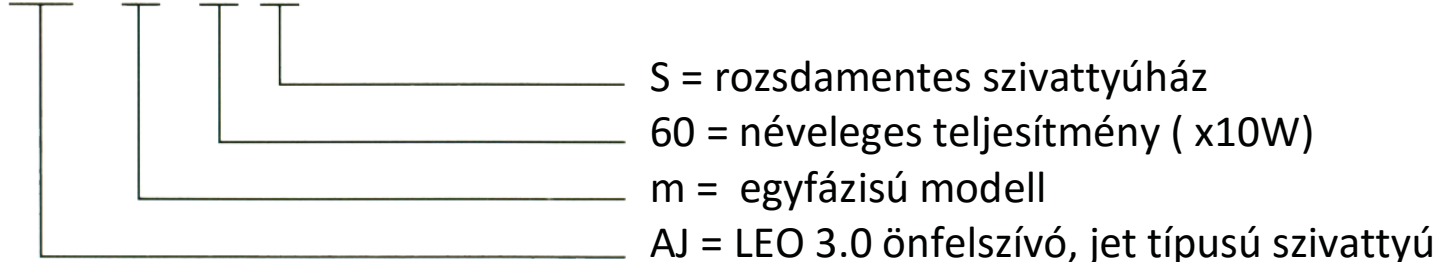 S = rozsdamentes szivattyúház
60 = néveleges teljesítmény ( x10W)
m =  egyfázisú modell
AJ = LEO 3.0 önfelszívó, jet típusú szivattyú